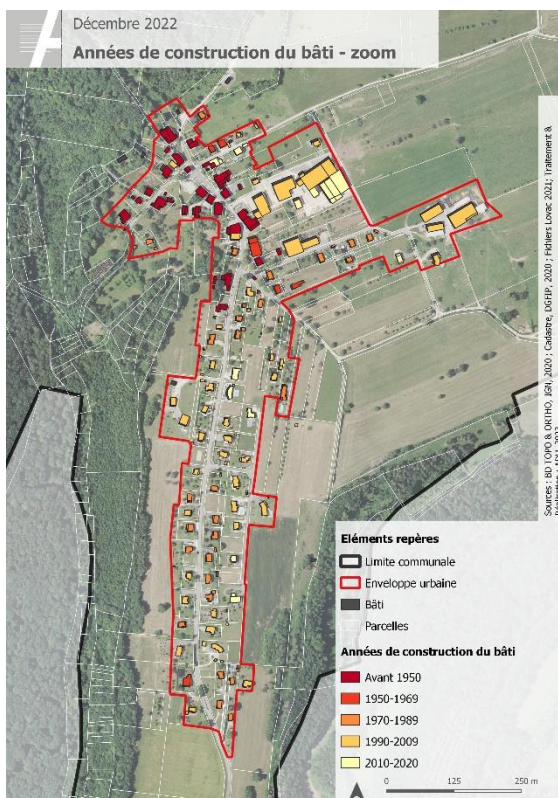 Décembre 2022
Années de construction du bâti - zoom
Sources : BD TOPO & ORTHO, IGN, 2020 ; Cadastre, DGFIP, 2020 ; Fichiers Lovac 2021; Traitement &
Eléments repères
Limite communale
Enveloppe urbaine
Bâti
Parcelles
Années de construction du bâti
Avant 1950
1950-1969
1970-1989
1990-2009
2010-2020
0 125 250 m